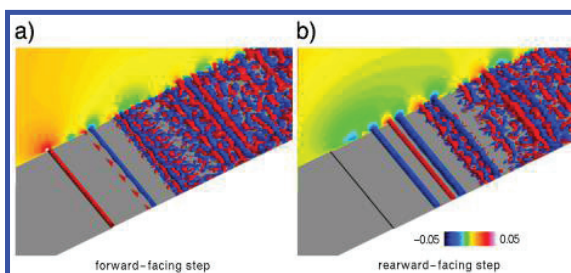 a)
b)
-0.05 0.05
forward-facing step
rearward-facing step